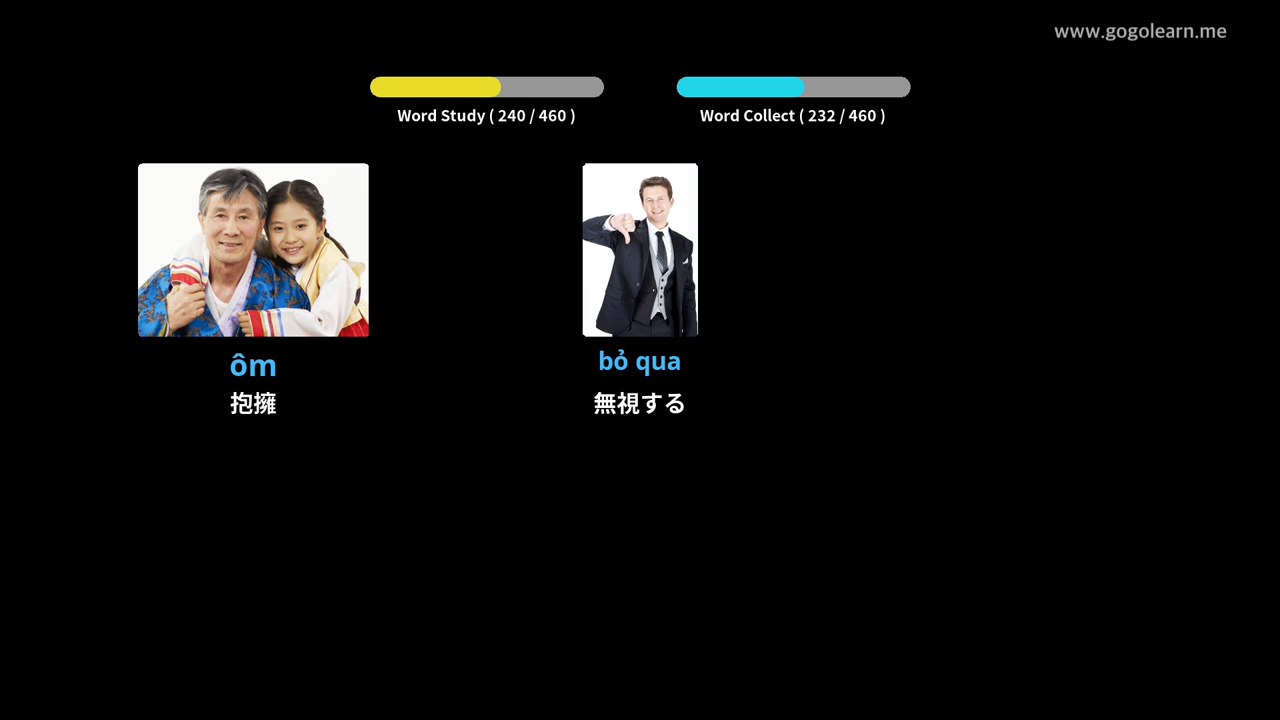 www.gogolearn.me
Word Study ( 240 / 460 )
Word Collect ( 232 / 460 )
ôm
抱擁
bỏ qua
無視する